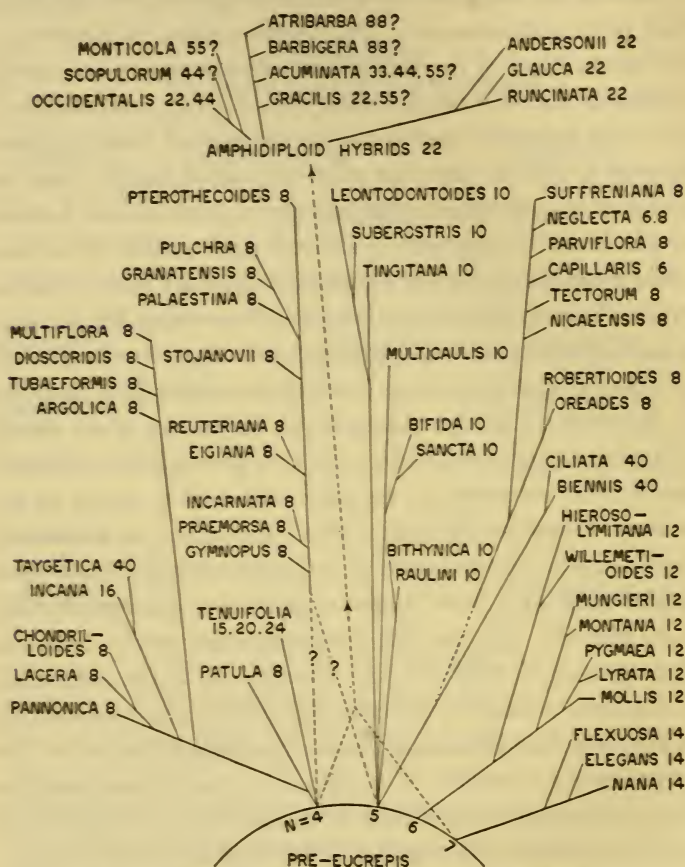 ATRIBARBA 88?
MONTICOLA 55?
BARBIGERA 88?
ANDERSONII 22
SCOPULORUM 44?
ACUMINATA 33.44.55?
GLAUCA 22
OCCIDENTALIS 22.44
GRACILIS 22.55?
RUNCINATA 22
AMPHIDIPLOID HYBRIDS 22
PTEROTHECOIDES 8
LEONTODONTOIDES 10
SUFFRENIANA 8
NEGLECTA 6.8
SUBEROSTRIS 10
PULCHRA 8
PARVIFLORA 8
GRANATENSIS 8
TINGITANA 10
CAPILLARIS 6
PALAESTINA 8
TECTORUM 8
NICAEENSIS 8
MULTIFLORA 8
DIOSCORIDIS 8
STOJANOVII 8
MULTICAULIS 10
TUBAEFORMIS 8
ROBERTIOIDES 8
ARGOLICA 8
OREADES 8
REUTERIANA 8
BIFIDA 10
EIGIANA 8
SANCTA 10
CILIATA 40
BIENNIS 40
INCARNATA 8
HIEROSO-
LYMITANA 12
PRAEMORSA 8
GYMNOPUS 8
BITHYNICA 10
WILLEMETI-
OIDES 12
TAYGETICA 40
RAULINI 10
INCANA 16
MUNGIERI 12
TENUIFOLIA
15.20.24
MONTANA 12
CHONDRIL-
LOIDES 8
PYGMAEA 12
LACERA 8
? ?
PATULA 8
LYRATA 12
MOLLIS 12
PANNONICA 8
FLEXUOSA 14
ELEGANS 14
NANA 14
N=4 5 6 7
PRE-EUCREPIS